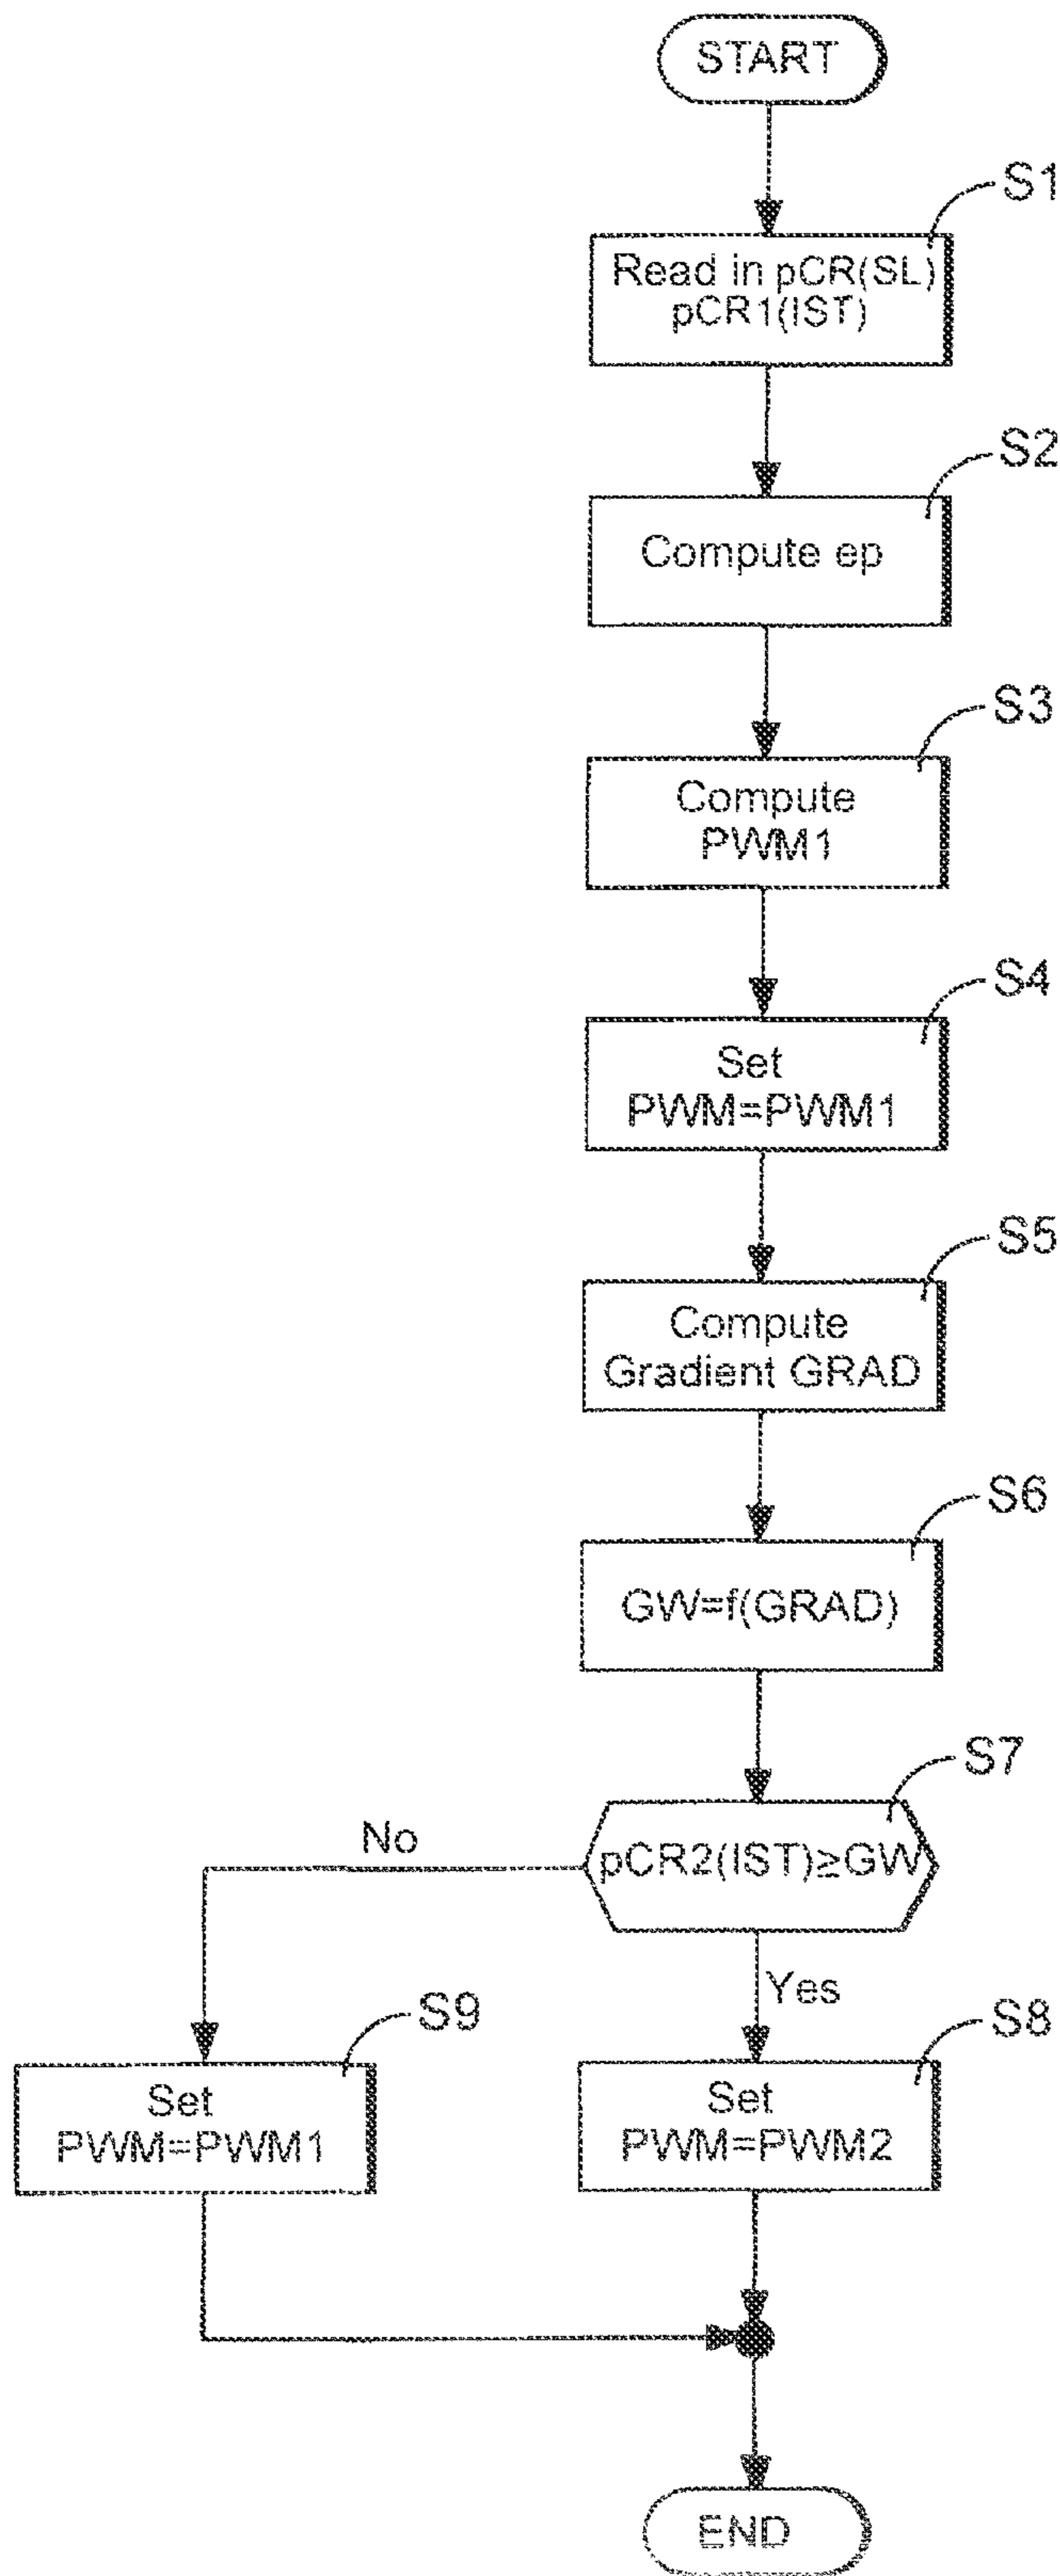 START
S1
Read in pCR(SL)
pCR1(IST)
S2
Compute ep
S3
Compute
PWM1
S4
Set
PWM=PWM1
S5
Compute
Gradient GRAD
S6
GW=f(GRAD)
S7
pCR2(IST)≥GW
No
Yes
S9
Set
PWM=PWM1
S8
Set
PWM=PWM2
END